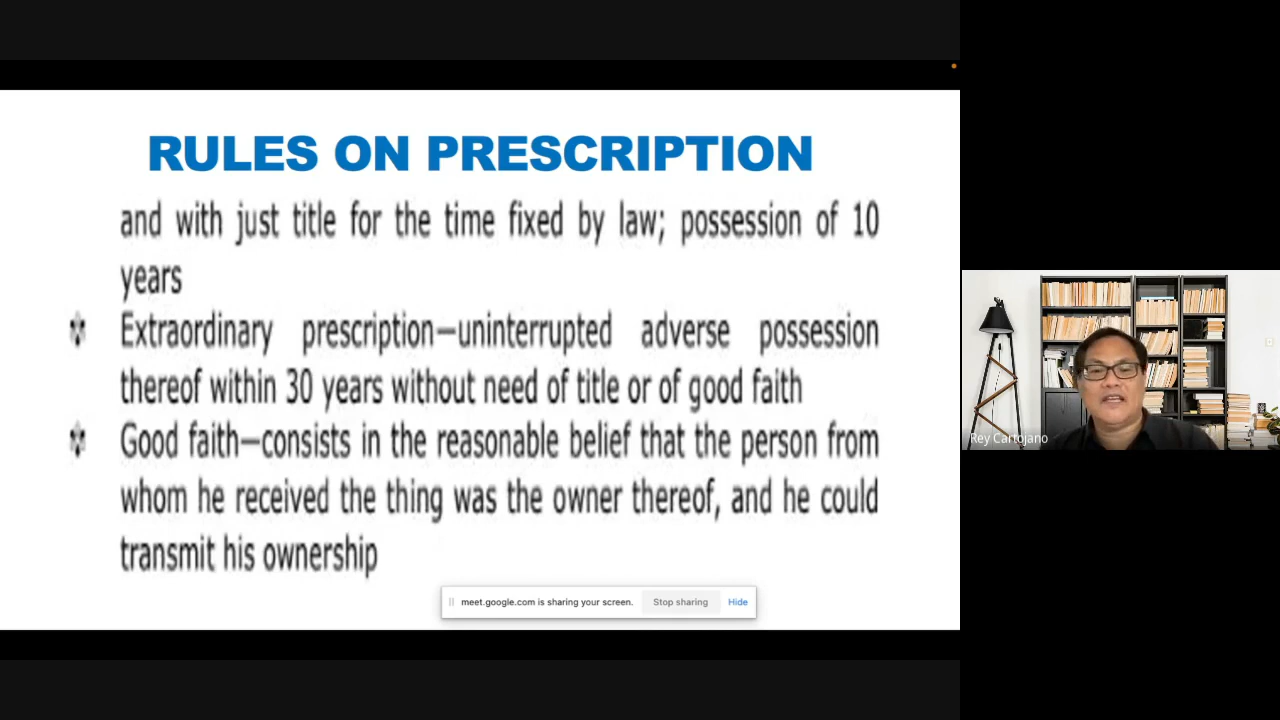 RULES ON PRESCRIPTION
and with just title for the time fixed by law; possession of 10
years
Extraordinary prescription—uninterrupted adverse possession
thereof within 30 years without need of title or of good faith
Good faith—consists in the reasonable belief that the person from
whom he received the thing was the owner thereof, and he could
transmit his ownership
meet.google.com is sharing your screen. Stop sharing Hide
Rey Cartojano